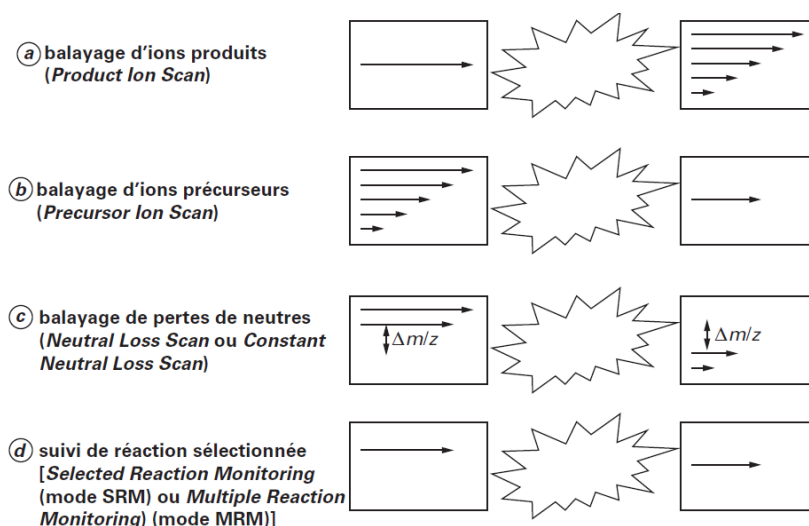 a balayage d'ions produits
(Product Ion Scan)
b balayage d'ions précurseurs
(Precursor Ion Scan)
c balayage de pertes de neutres
(Neutral Loss Scan ou Constant
Neutral Loss Scan)
Δm/z
Δm/z
d suivi de réaction sélectionnée
[Selected Reaction Monitoring
(mode SRM) ou Multiple Reaction
Monitoring) (mode MRM)]